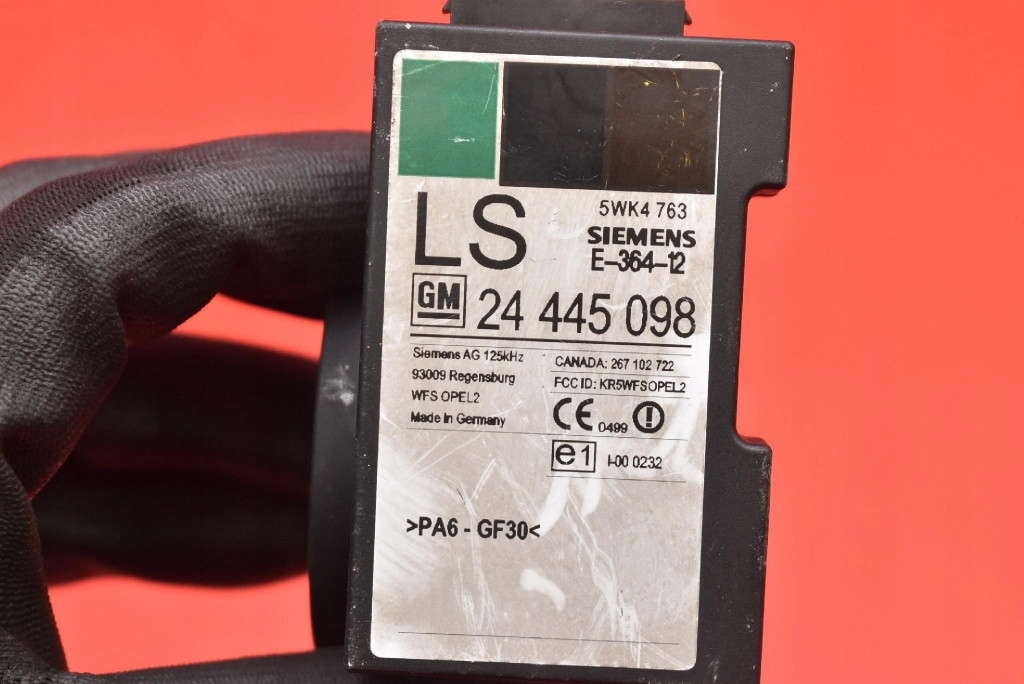 LS
5WK4 763
SIEMENS
E-364-12
GM 24 445 098
Siemens AG 125kHz
93009 Regensburg
WFS OPEL2
Made in Germany
CANADA: 267 102 722
FCC ID: KR5WFSOPEL2
CE 0499
e1 I-00 0232
>PA6 - GF30<